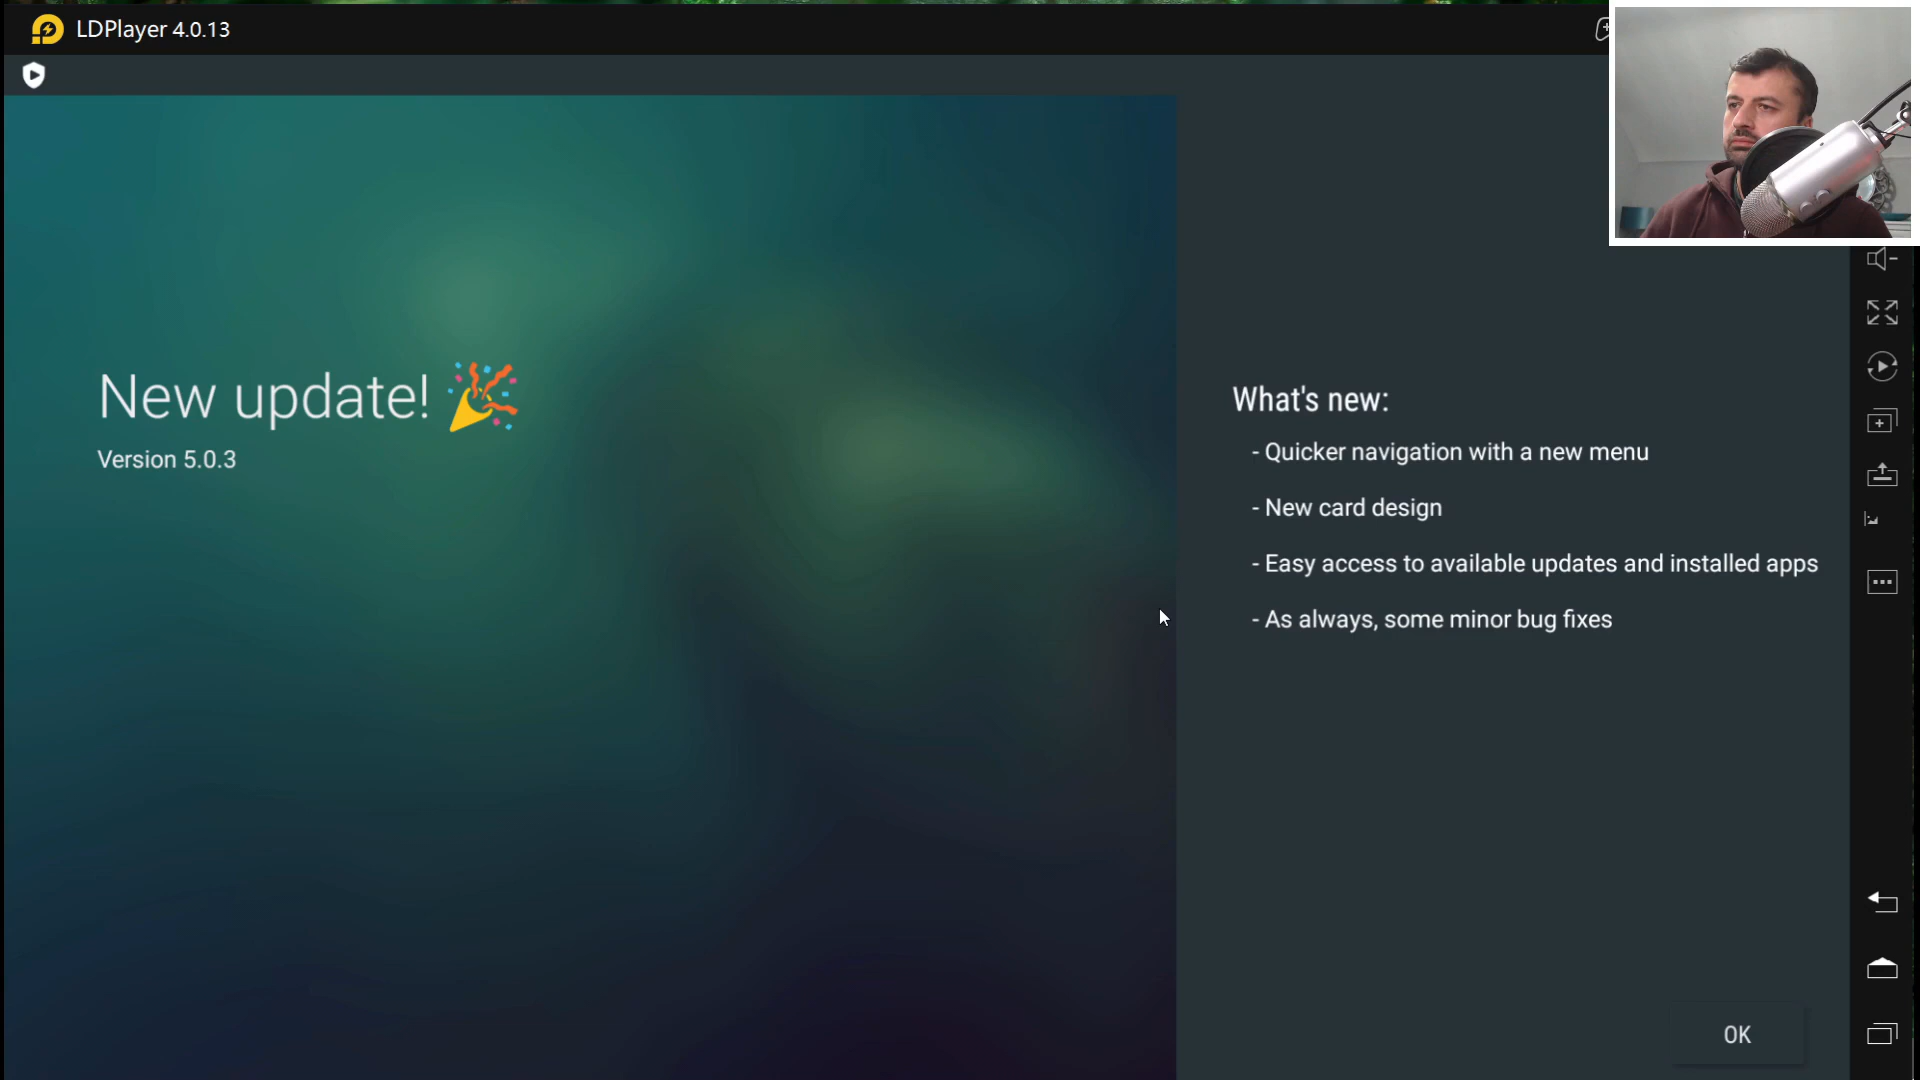 LDPlayer 4.0.13
New update!
Version 5.0.3
What's new:
- Quicker navigation with a new menu
- New card design
- Easy access to available updates and installed apps
- As always, some minor bug fixes
OK